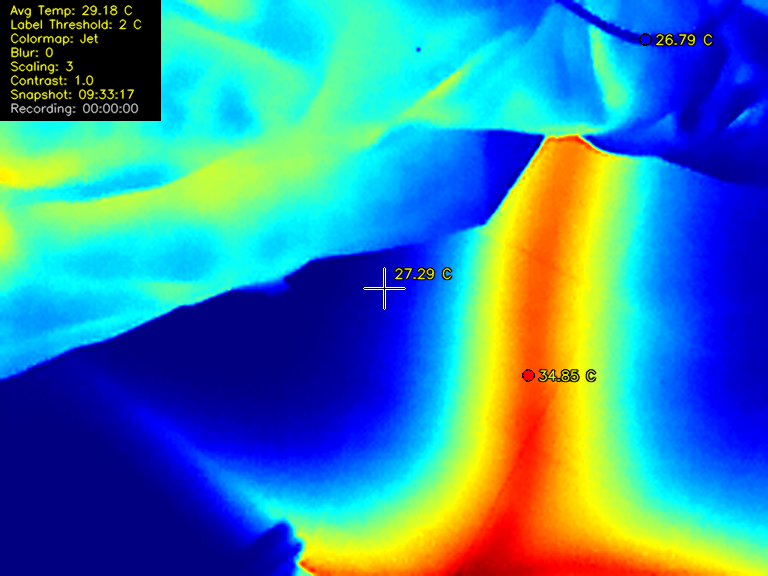 Avg Temp: 29.18 C
Label Threshold: 2 C
Colormap: Jet
Blur: 0
Scaling: 3
Contrast: 1.0
Snapshot: 09:33:17
Recording: 00:00:00
26.79 C
27.29 C
34.85 C